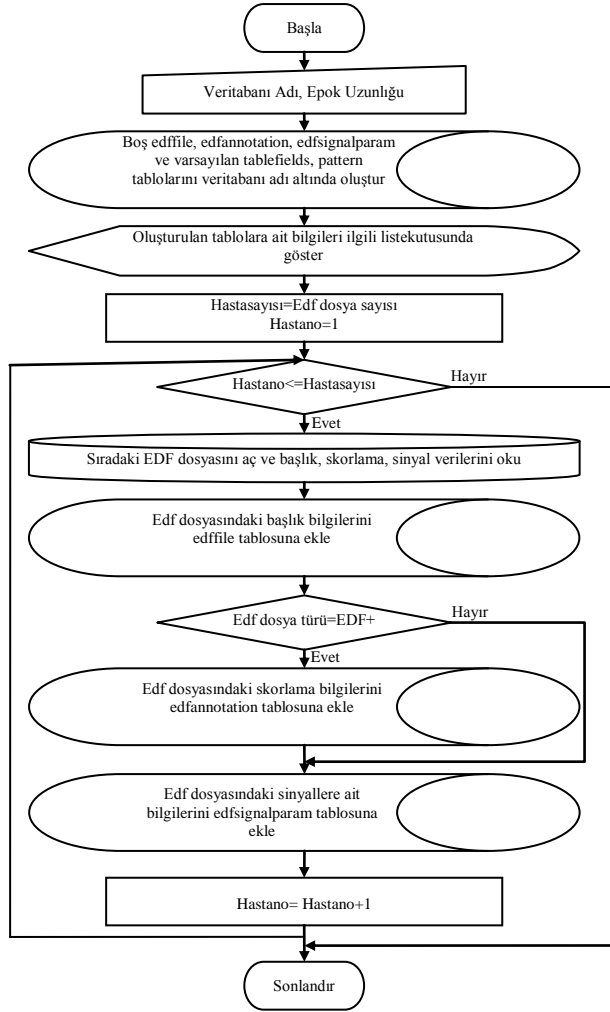 Başla
Veritabanı Adı, Epok Uzunlığu
Boş edffile, edfannotation, edfsignalparam
ve varsayılan tablefields, pattern
tablolarını veritabanı adı altında oluştur
Oluşturulan tablolara ait bilgileri ilgili listekutusunda
göster
Hastasayısı=Edf dosya sayısı
Hastano=1
Hastano<=Hastasayısı
Hayır
Evet
Sıradaki EDF dosyasını aç ve başlık, skorlama, sinyal verilerini oku
Edf dosyasındaki başlık bilgilerini
edffile tablosuna ekle
Edf dosya türü=EDF+
Hayır
Evet
Edf dosyasındaki skorlama bilgilerini
edfannotation tablosuna ekle
Edf dosyasındaki sinyallere ait
bilgilerini edfsignalparam tablosuna
ekle
Hastano= Hastano+1
Sonlandır